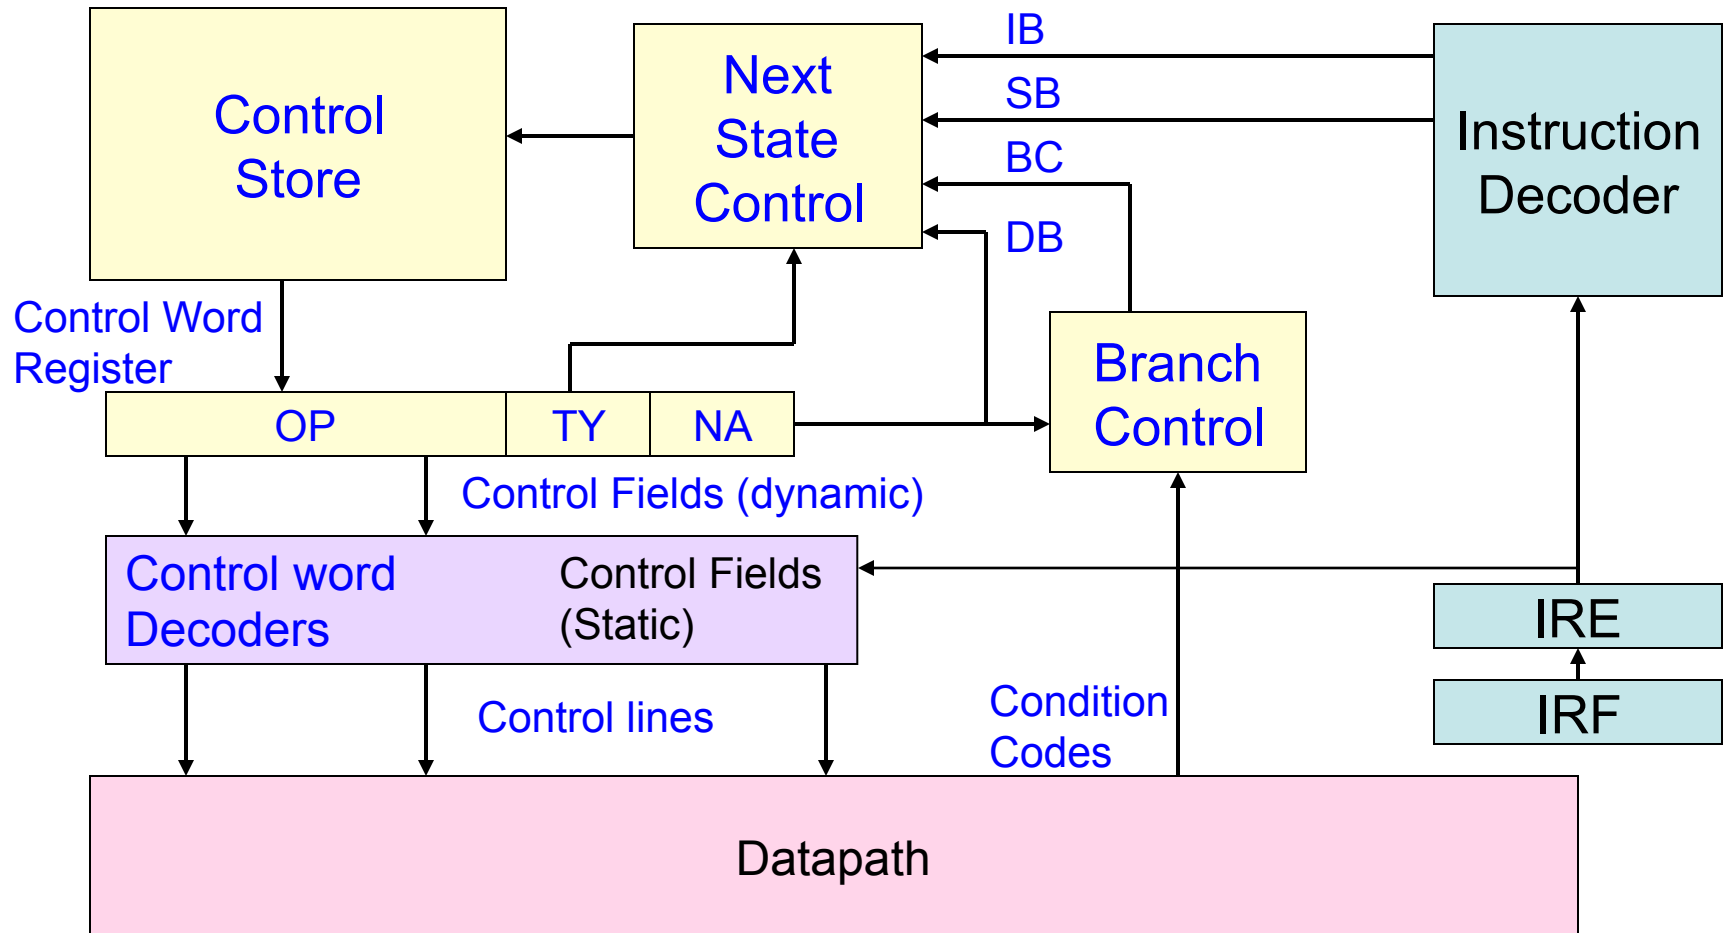 Control
Store
Next
State
Control
IB
SB
BC
DB
Instruction
Decoder
Control Word
Register
OP
TY
NA
Branch
Control
Control Fields (dynamic)
Control word
Decoders
Control Fields
(Static)
IRE
IRF
Control lines
Condition
Codes
Datapath